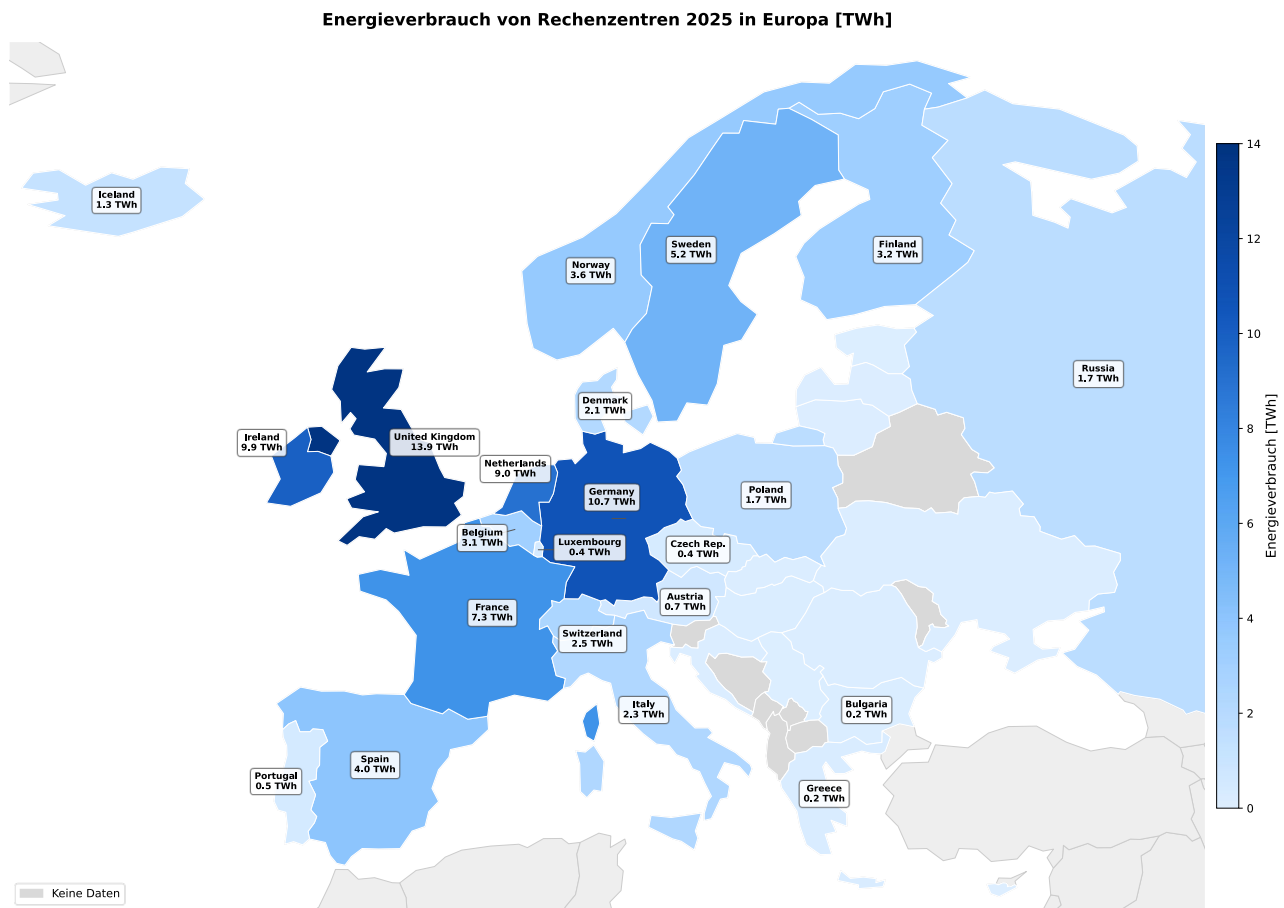 Energieverbrauch von Rechenzentren 2025 in Europa [TWh]
Iceland
1.3 TWh
Norway
3.6 TWh
Sweden
5.2 TWh
Finland
3.2 TWh
Russia
1.7 TWh
Denmark
2.1 TWh
Ireland
9.9 TWh
United Kingdom
13.9 TWh
Netherlands
9.0 TWh
Germany
10.7 TWh
Poland
1.7 TWh
Belgium
3.1 TWh
Luxembourg
0.4 TWh
Czech Rep.
0.4 TWh
Austria
0.7 TWh
France
7.3 TWh
Switzerland
2.5 TWh
Italy
2.3 TWh
Bulgaria
0.2 TWh
Spain
4.0 TWh
Portugal
0.5 TWh
Greece
0.2 TWh
Keine Daten
14
12
10
8
6
4
2
0
Energieverbrauch [TWh]